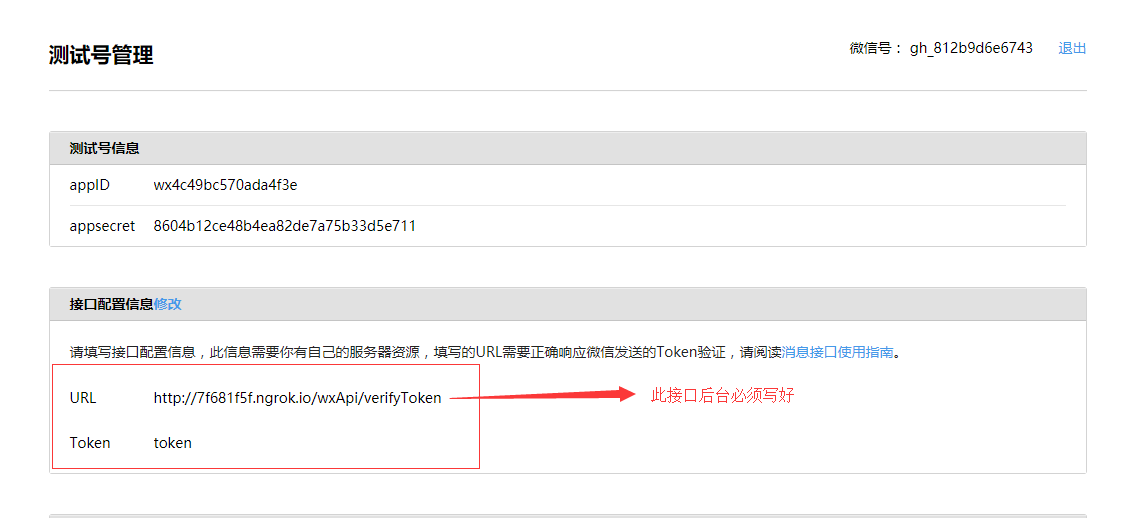 测试号管理
微信号： gh_812b9d6e6743 退出
测试号信息
appID wx4c49bc570ada4f3e
appsecret 8604b12ce48b4ea82de7a75b33d5e711
接口配置信息修改
请填写接口配置信息，此信息需要你有自己的服务器资源，填写的URL需要正确响应微信发送的Token验证，请阅读消息接口使用指南。
URL http://7f681f5f.ngrok.io/wxApi/verifyToken 此接口后台必须写好
Token token